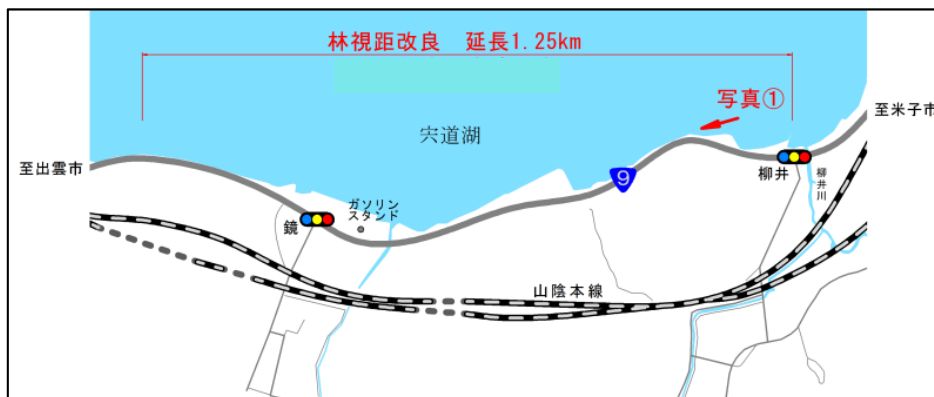 林視距改良 延長1.25km
写真①
至米子市
宍道湖
至出雲市
9
柳井
柳井川
ガソリン
スタンド
鏡
山陰本線